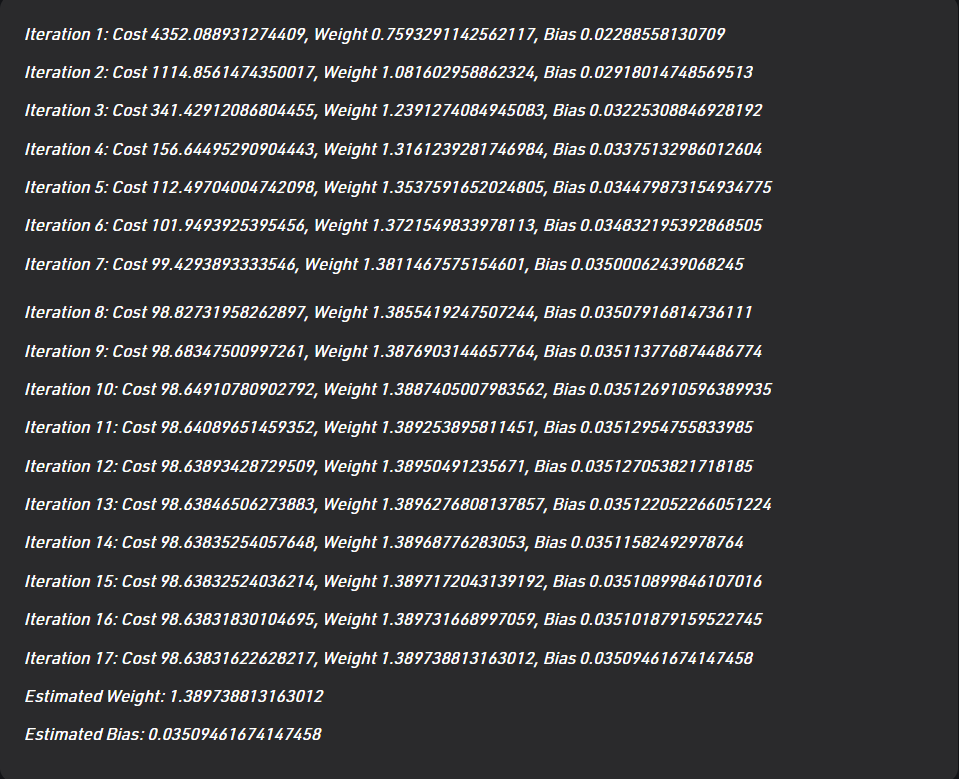 Iteration 1: Cost 4352.088931274409, Weight 0.7593291142562117, Bias 0.02288558130709
Iteration 2: Cost 1114.8561474350017, Weight 1.081602958862324, Bias 0.02918014748569513
Iteration 3: Cost 341.42912086804455, Weight 1.2391274084945083, Bias 0.03225308846928192
Iteration 4: Cost 156.64495290904443, Weight 1.3161239281746984, Bias 0.03375132986012604
Iteration 5: Cost 112.49704004742098, Weight 1.3537591652024805, Bias 0.034479873154934775
Iteration 6: Cost 101.9493925395456, Weight 1.3721549833978113, Bias 0.034832195392868505
Iteration 7: Cost 99.4293893333546, Weight 1.3811467575154601, Bias 0.03500062439068245
Iteration 8: Cost 98.82731958262897, Weight 1.3855419247507244, Bias 0.03507916814736111
Iteration 9: Cost 98.68347500997261, Weight 1.3876903144657764, Bias 0.035113776874486774
Iteration 10: Cost 98.64910780902792, Weight 1.3887405007983562, Bias 0.035126910596389935
Iteration 11: Cost 98.64089651459352, Weight 1.389253895811451, Bias 0.03512954755833985
Iteration 12: Cost 98.63893428729509, Weight 1.38950491235671, Bias 0.035127053821718185
Iteration 13: Cost 98.63846506273883, Weight 1.3896276808137857, Bias 0.035122052266051224
Iteration 14: Cost 98.63835254057648, Weight 1.38968776283053, Bias 0.03511582492978764
Iteration 15: Cost 98.63832524036214, Weight 1.3897172043139192, Bias 0.03510899846107016
Iteration 16: Cost 98.63831830104695, Weight 1.389731668997059, Bias 0.035101879159522745
Iteration 17: Cost 98.63831622628217, Weight 1.389738813163012, Bias 0.03509461674147458
Estimated Weight: 1.389738813163012
Estimated Bias: 0.03509461674147458